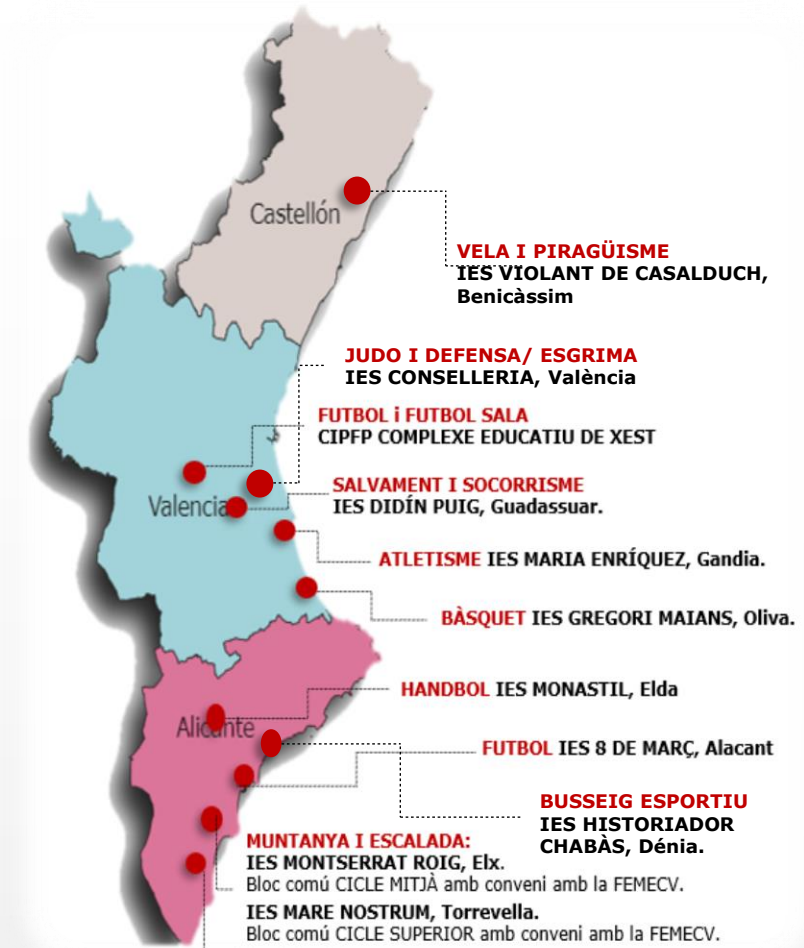 Castellón
VELA I PIRAGÜISME
IES VIOLANT DE CASALDUCH,
Benicàssim
JUDO I DEFENSA/ ESGRIMA
IES CONSELLERIA, València
FUTBOL i FUTBOL SALA
CIPFP COMPLEXE EDUCATIU DE XEST
Valencia
SALVAMENT I SOCORRISME
IES DIDÍN PUIG, Guadassuar.
ATLETISME IES MARIA ENRÍQUEZ, Gandia.
BÀSQUET IES GREGORI MAIANS, Oliva.
HANDBOL IES MONASTIL, Elda
Alicante
FUTBOL IES 8 DE MARÇ, Alacant
BUSSEIG ESPORTIU
IES HISTORIADOR
CHABÀS, Dénia.
MUNTANYA I ESCALADA:
IES MONTSERRAT ROIG, Elx.
Bloc comú CICLE MITJÀ amb conveni amb la FEMECV.
IES MARE NOSTRUM, Torrevella.
Bloc comú CICLE SUPERIOR amb conveni amb la FEMECV.